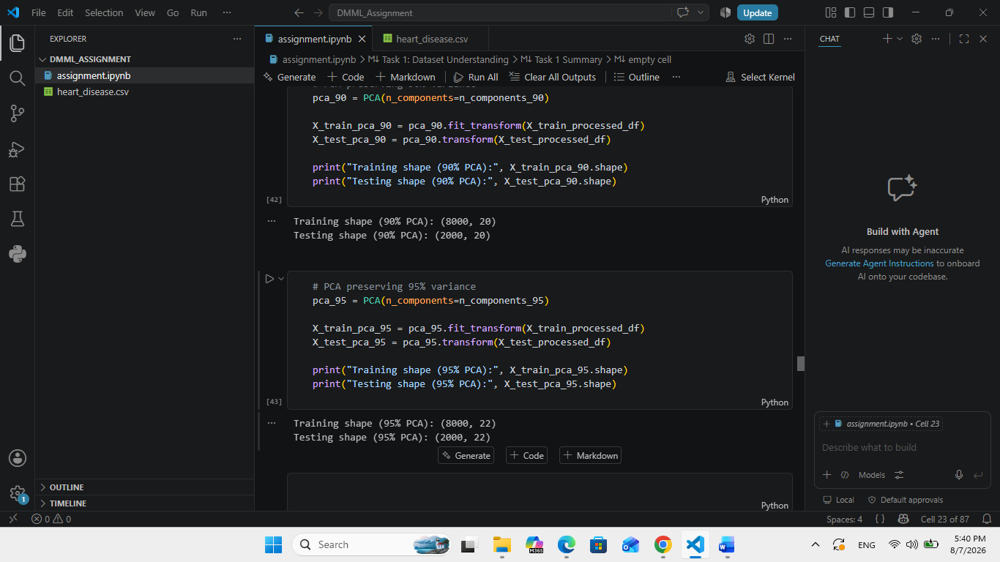 File Edit Selection View Go Run ···
DMML_Assignment
Update
EXPLORER
DMML_ASSIGNMENT
assignment.ipynb
heart_disease.csv
OUTLINE
TIMELINE
assignment.ipynb
heart_disease.csv
assignment.ipynb > M↓ Task 1: Dataset Understanding > M↓ Task 1 Summary > M↓ empty cell
Generate + Code + Markdown Run All Clear All Outputs Outline ··· Select Kernel
pca_90 = PCA(n_components=n_components_90)
X_train_pca_90 = pca_90.fit_transform(X_train_processed_df)
X_test_pca_90 = pca_90.transform(X_test_processed_df)
print("Training shape (90% PCA):", X_train_pca_90.shape)
print("Testing shape (90% PCA):", X_test_pca_90.shape)
[42]
Python
Training shape (90% PCA): (8000, 20)
Testing shape (90% PCA): (2000, 20)
# PCA preserving 95% variance
pca_95 = PCA(n_components=n_components_95)
X_train_pca_95 = pca_95.fit_transform(X_train_processed_df)
X_test_pca_95 = pca_95.transform(X_test_processed_df)
print("Training shape (95% PCA):", X_train_pca_95.shape)
print("Testing shape (95% PCA):", X_test_pca_95.shape)
[43]
Python
Training shape (95% PCA): (8000, 22)
Testing shape (95% PCA): (2000, 22)
Generate + Code + Markdown
Python
CHAT
Build with Agent
AI responses may be inaccurate
Generate Agent Instructions to onboard
AI onto your codebase.
+ assignment.ipynb • Cell 23
Describe what to build
Models
Local Default approvals
0 0
Spaces: 4 { } Cell 23 of 87
1
Search
M365
ENG
5:40 PM
8/7/2026